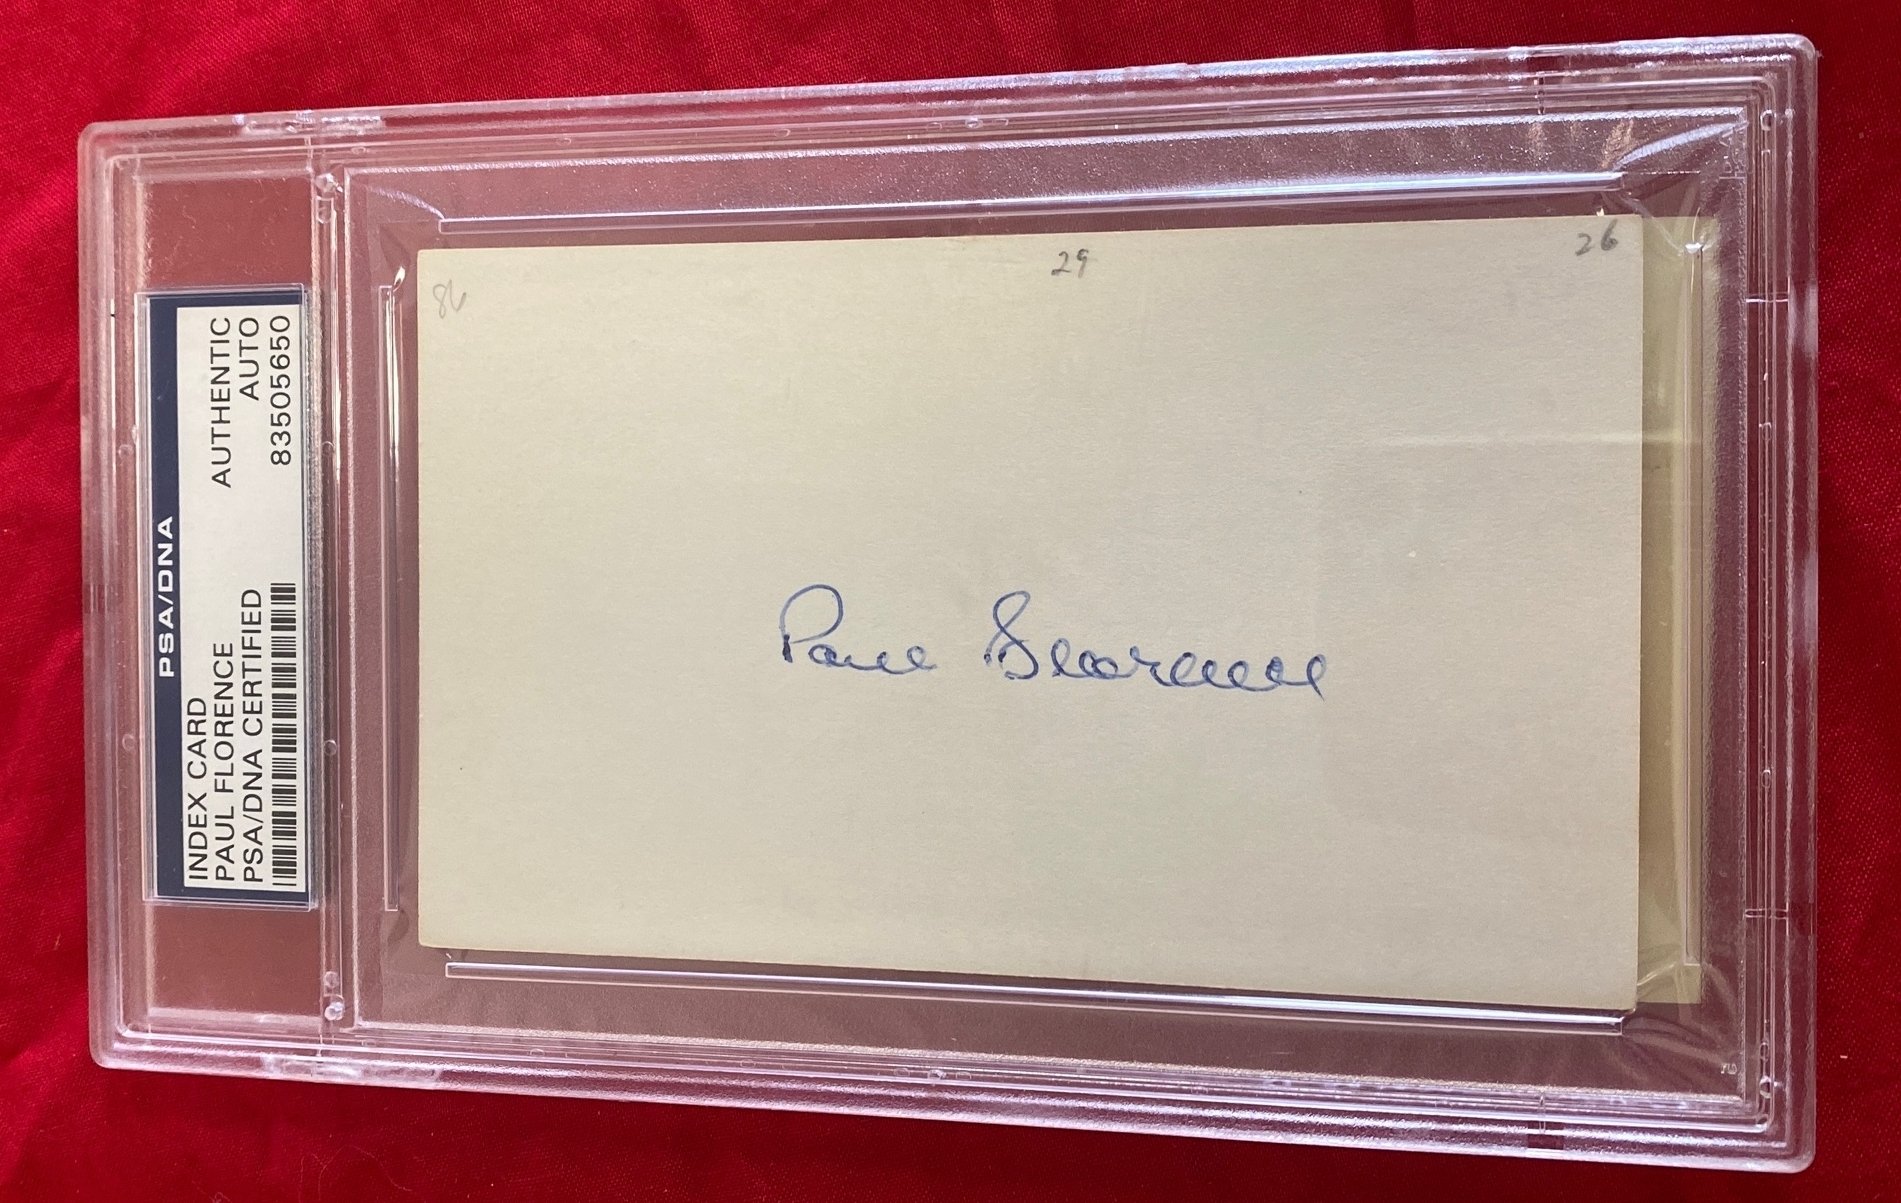 PSA/DNA
INDEX CARD AUTHENTIC
PAUL FLORENCE AUTO
PSA/DNA CERTIFIED 83505650
86
29
26
Paul Florence